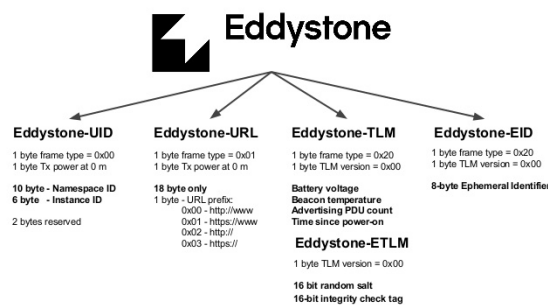 Eddystone
Eddystone-UID
1 byte frame type = 0x00
1 byte Tx power at 0 m
10 byte - Namespace ID
6 byte - Instance ID
2 bytes reserved
Eddystone-URL
1 byte frame type = 0x01
1 byte Tx power at 0 m
18 byte only
1 byte - URL prefix:
0x00 - http://www
0x01 - https://www
0x02 - http://
0x03 - https://
Eddystone-TLM
1 byte frame type = 0x20
1 byte TLM version = 0x00
Battery voltage
Beacon temperature
Advertising PDU count
Time since power-on
Eddystone-ETLM
1 byte TLM version = 0x00
16 bit random salt
16-bit integrity check tag
Eddystone-EID
1 byte frame type = 0x20
1 byte TLM version = 0x00
8-byte Ephemeral Identifier